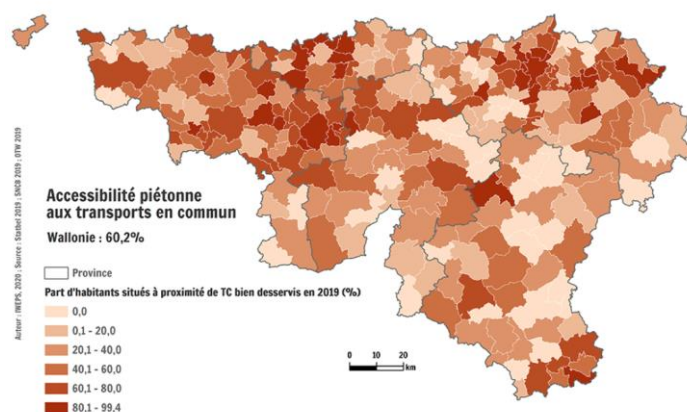 Accessibilité piétonne
aux transports en commun
Wallonie : 60,2%
Province
Part d'habitants situés à proximité de TC bien desservis en 2019 (%)
0,0
0,1 - 20,0
20,1 - 40,0
40,1 - 60,0
60,1 - 80,0
80,1 - 99,4
0 10 20
km
Auteur : IWEPS, 2020 ; Source : Statbel 2019 ; SNCB 2019 ; OTW 2019